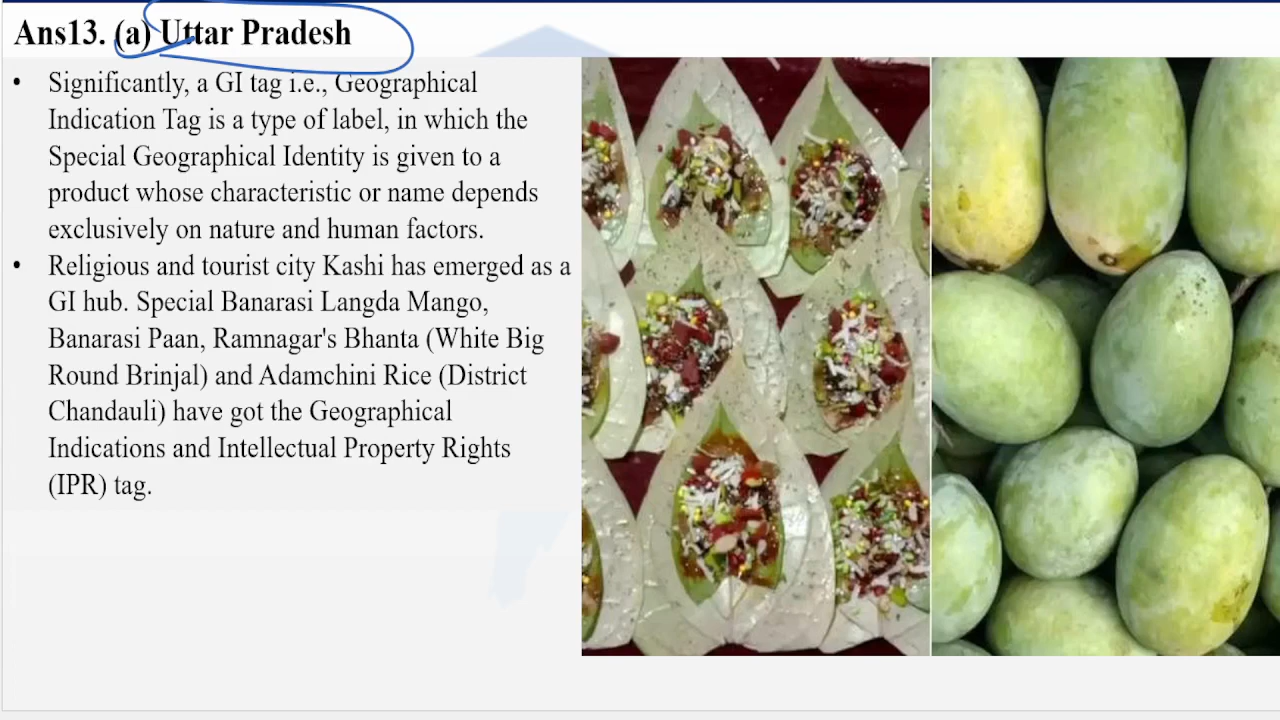 Ans13. (a) Uttar Pradesh
• Significantly, a GI tag i.e., Geographical
Indication Tag is a type of label, in which the
Special Geographical Identity is given to a
product whose characteristic or name depends
exclusively on nature and human factors.
• Religious and tourist city Kashi has emerged as a
GI hub. Special Banarasi Langda Mango,
Banarasi Paan, Ramnagar's Bhanta (White Big
Round Brinjal) and Adamchini Rice (District
Chandauli) have got the Geographical
Indications and Intellectual Property Rights
(IPR) tag.